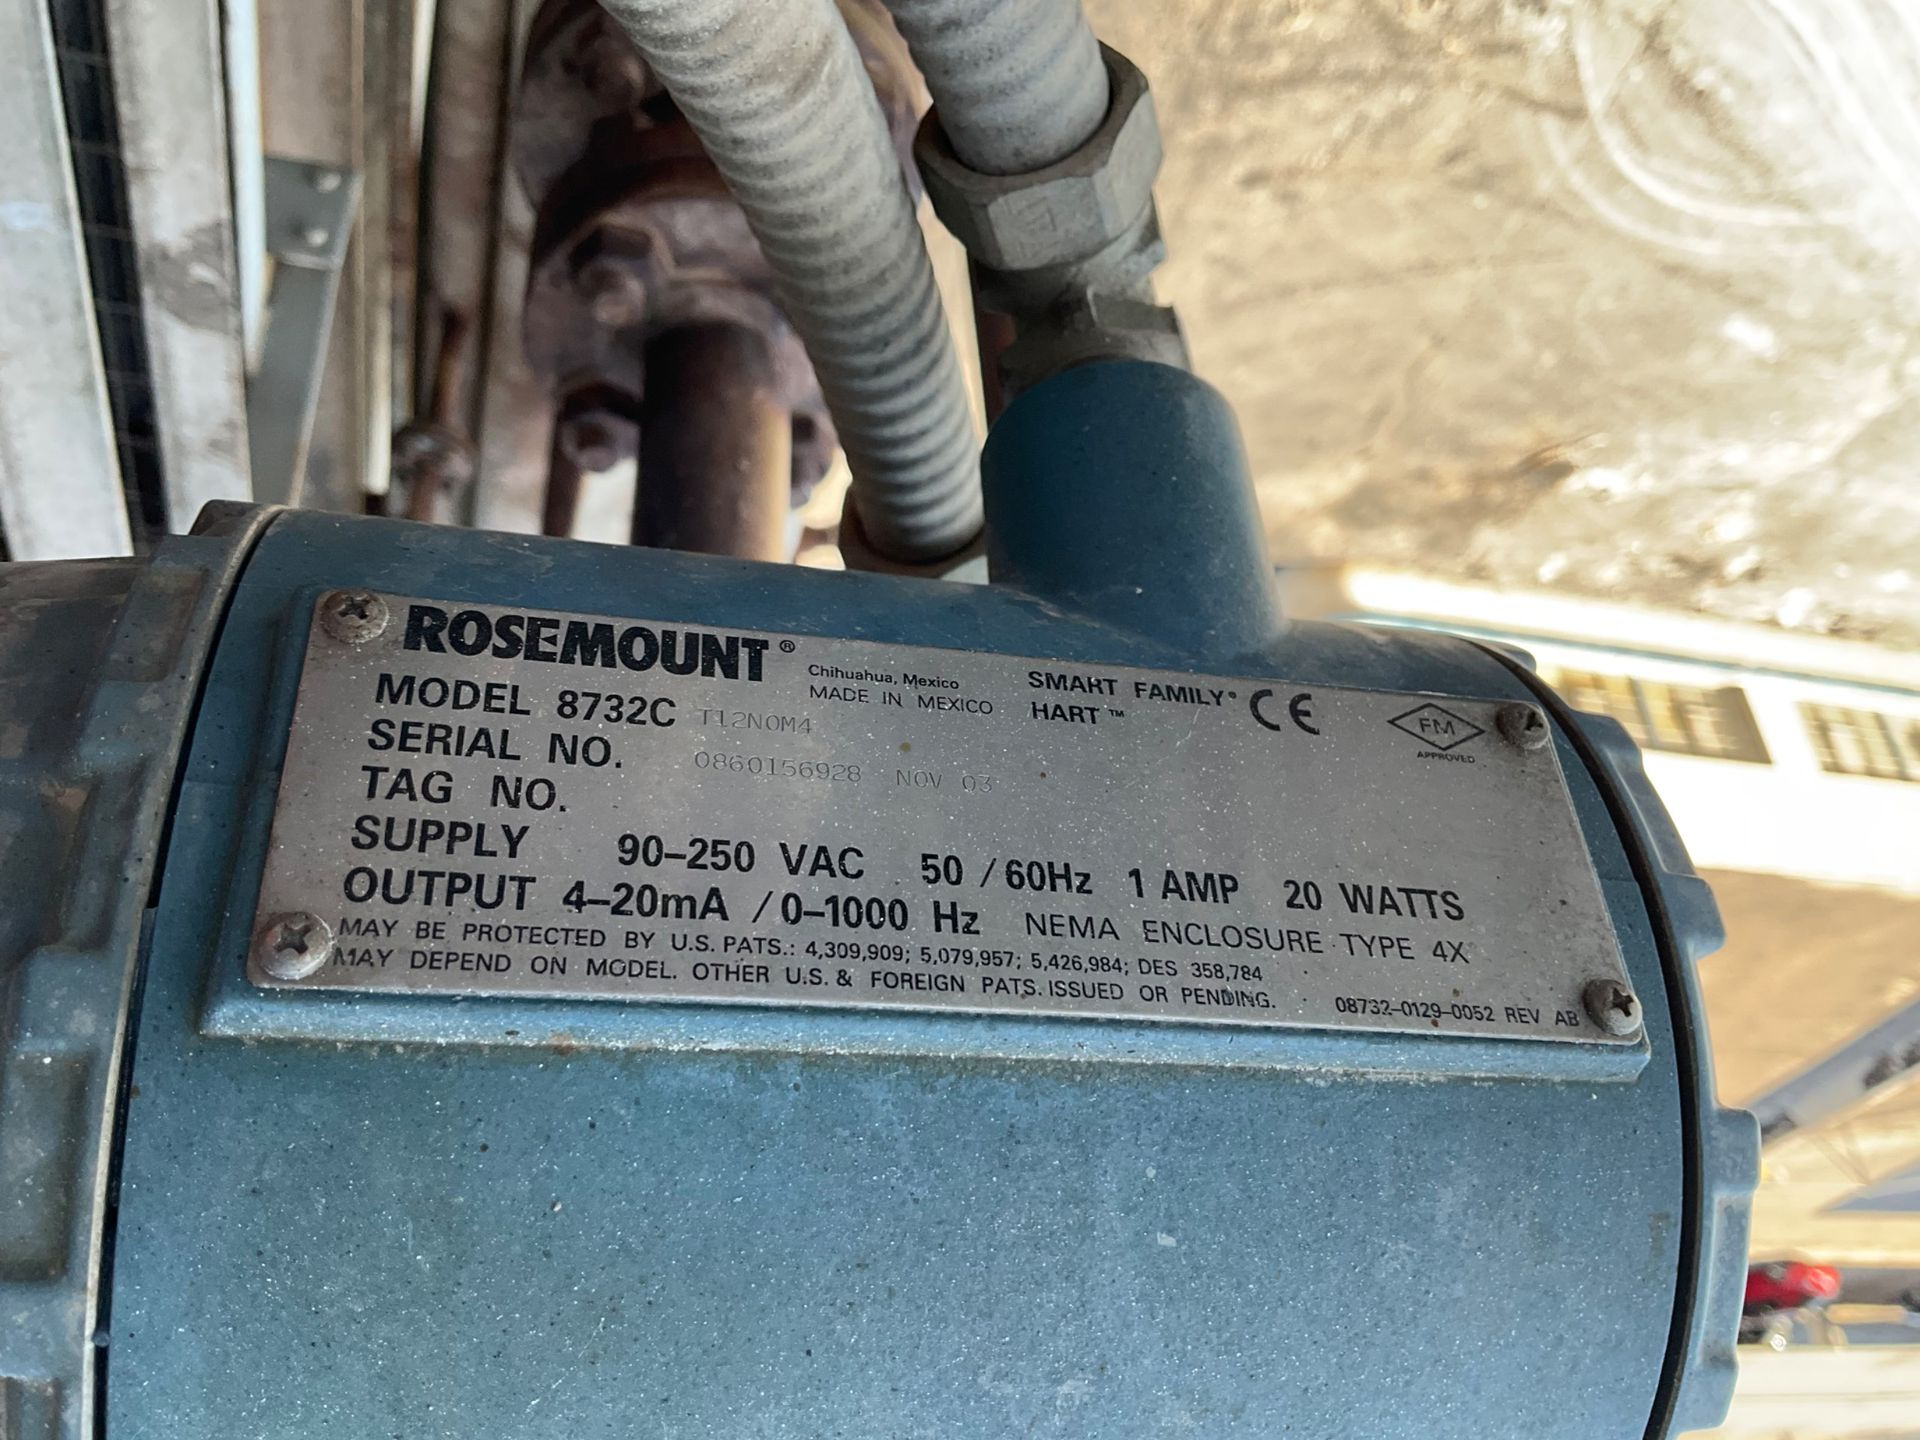 ROSEMOUNT®
Chihuahua, Mexico
MADE IN MEXICO
SMART FAMILY®
HART™
CE
FM
APPROVED
MODEL 8732C T12N0M4
SERIAL NO. 0860156928 NOV 03
TAG NO.
SUPPLY 90–250 VAC 50 / 60Hz 1 AMP 20 WATTS
OUTPUT 4–20mA / 0–1000 Hz NEMA ENCLOSURE TYPE 4X
MAY BE PROTECTED BY U.S. PATS.: 4,309,909; 5,079,957; 5,426,984; DES 358,784
MAY DEPEND ON MODEL. OTHER U.S. & FOREIGN PATS. ISSUED OR PENDING. 08732–0129–0052 REV AB